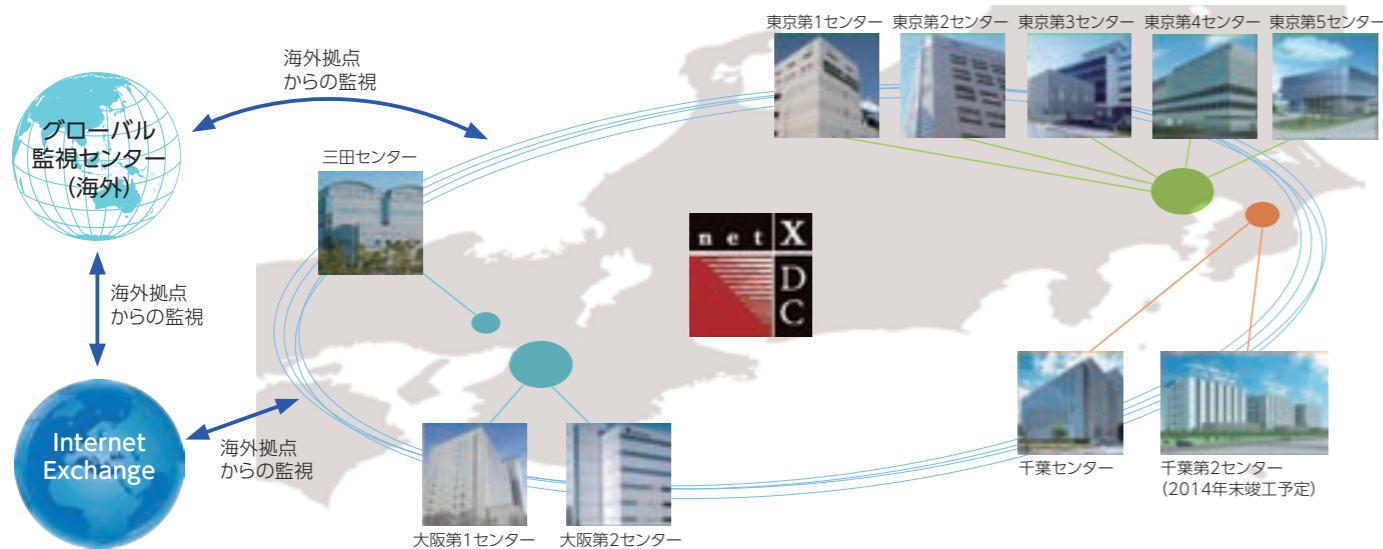 東京第1センター
東京第2センター
東京第3センター
東京第4センター
東京第5センター
海外拠点
からの監視
グローバル
監視センター
(海外)
三田センター
net X
DC
海外拠点
からの監視
Internet
Exchange
海外拠点
からの監視
千葉センター
千葉第2センター
(2014年末竣工予定)
大阪第1センター
大阪第2センター